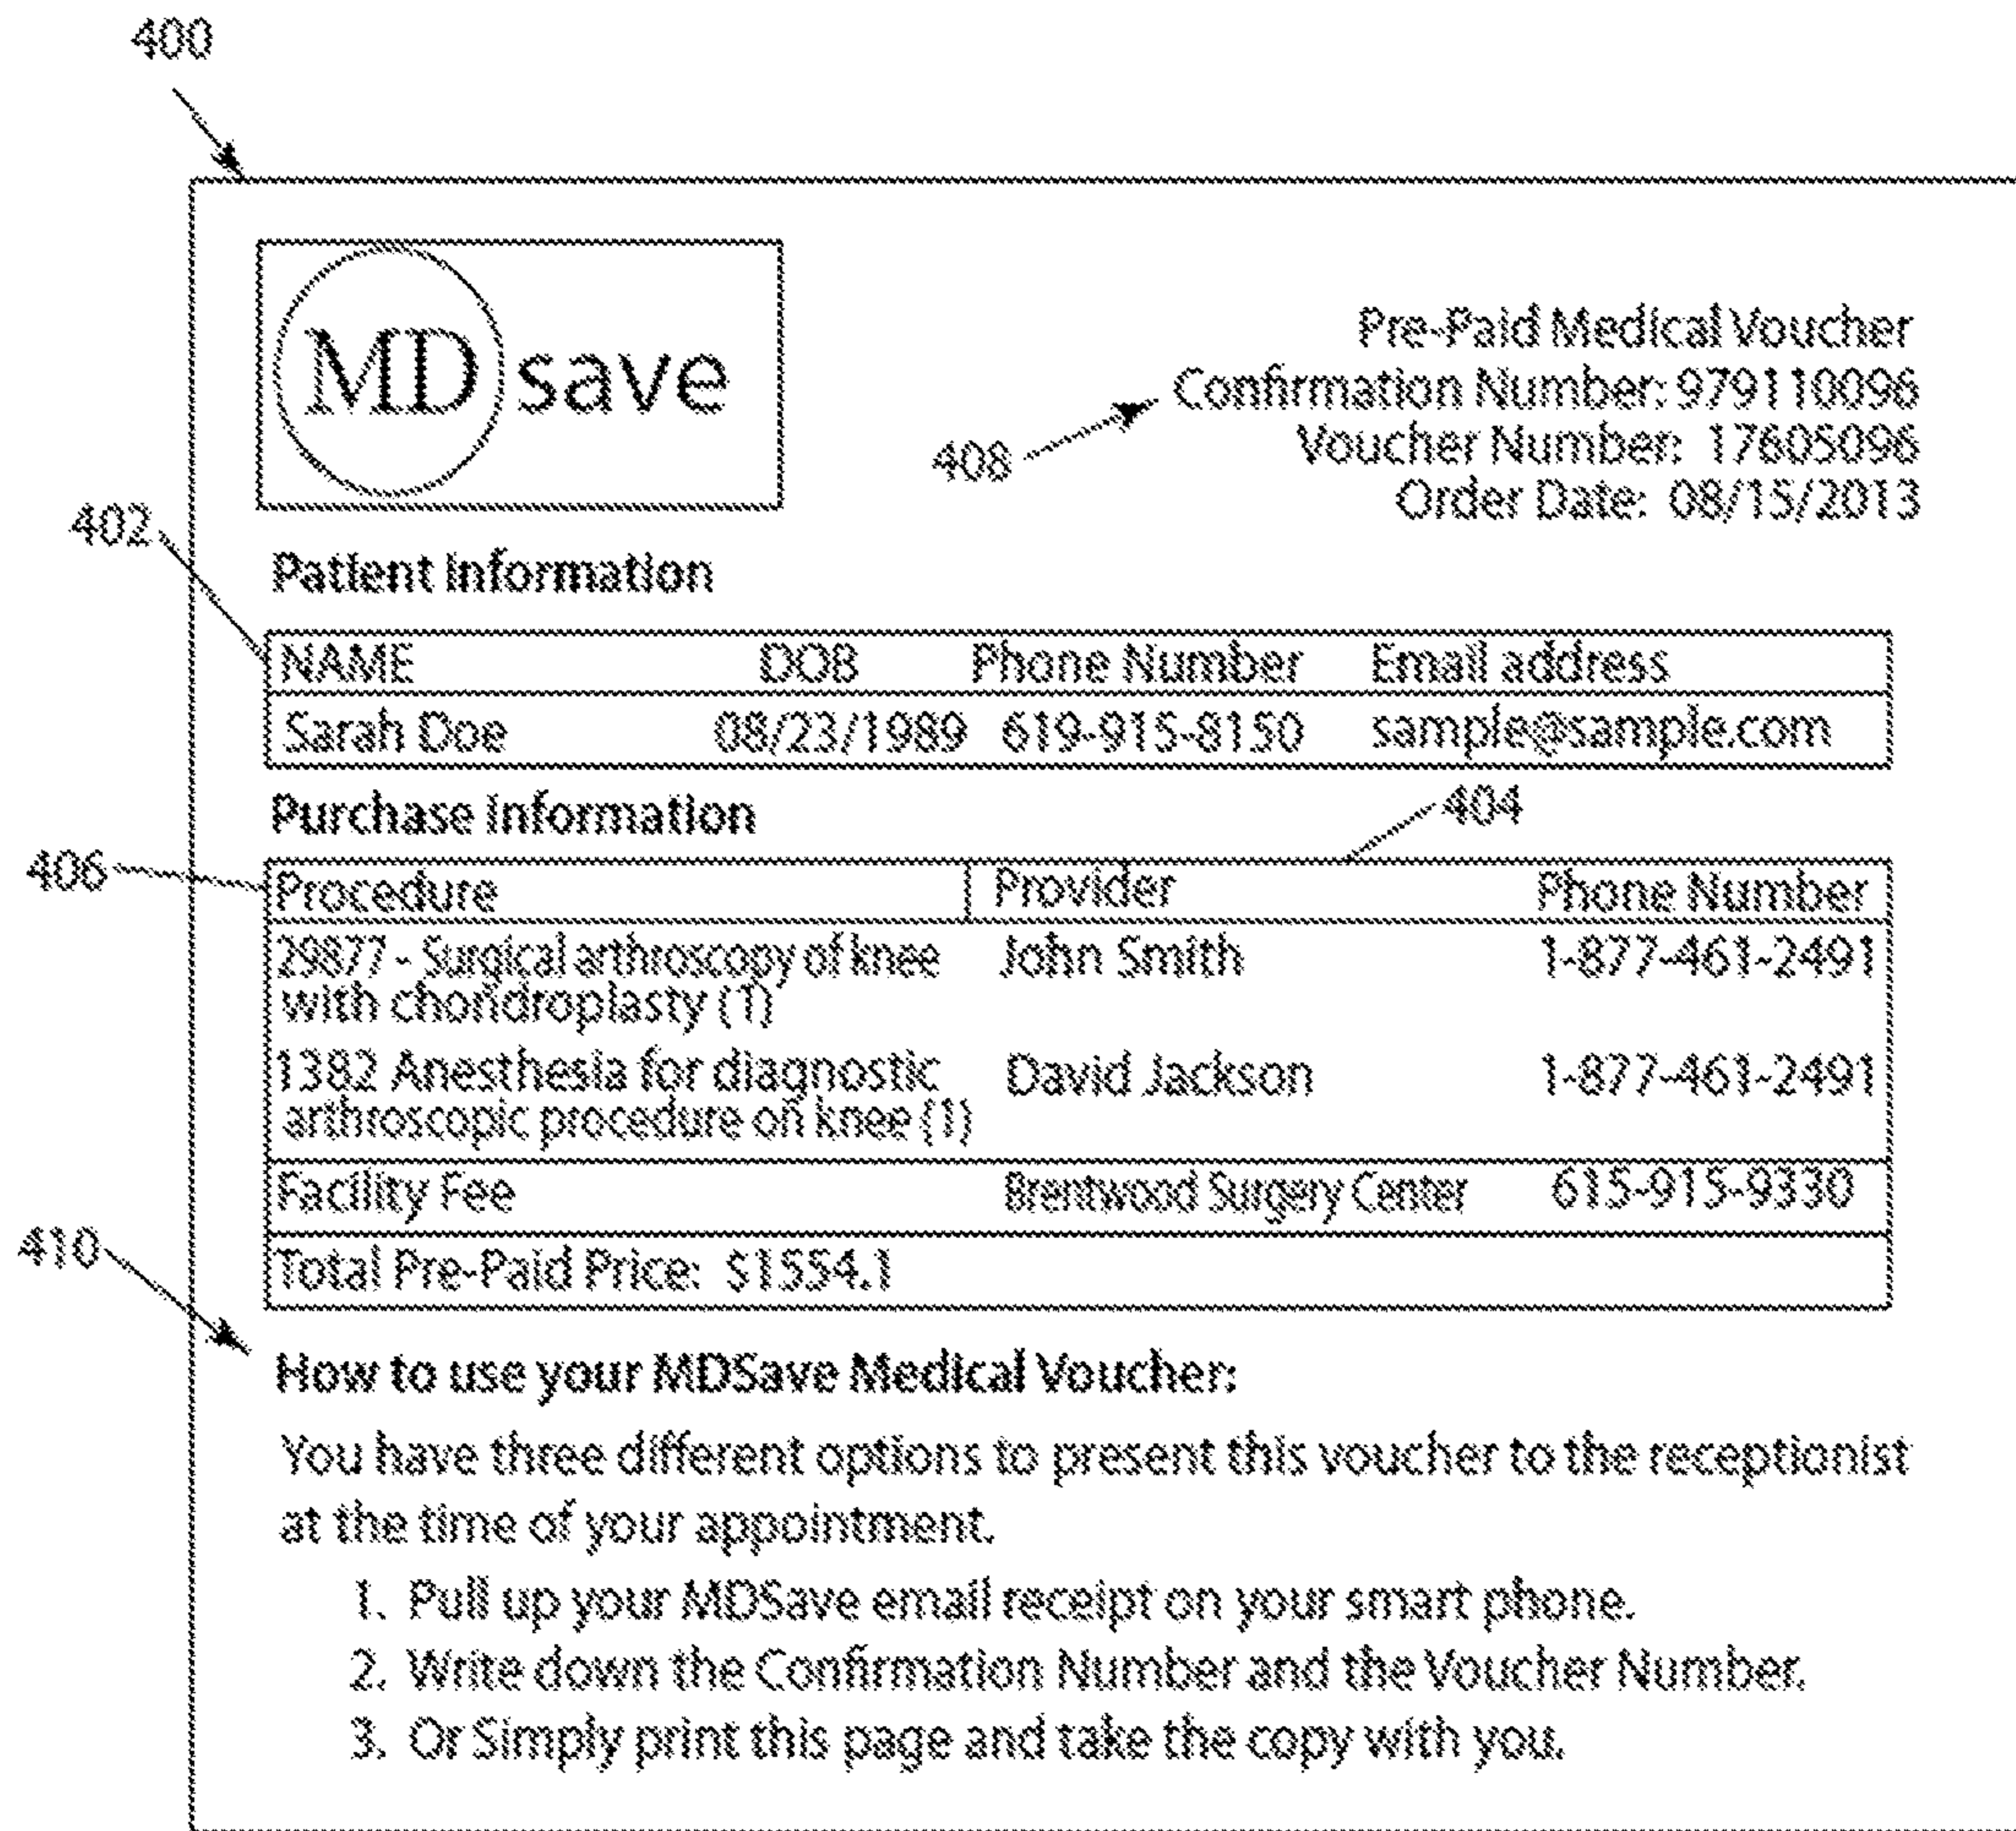 400
MD save
Pre-Paid Medical Voucher
408
Confirmation Number: 979110096
Voucher Number: 17605096
Order Date: 08/15/2013
402
Patient Information
NAME DOB Phone Number Email address
Sarah Doe 08/23/1989 619-915-8150 sample@sample.com
Purchase Information
404
406
Procedure Provider Phone Number
29877 - Surgical arthroscopy of knee John Smith 1-877-461-2491
with chondroplasty (1)
1382 Anesthesia for diagnostic David Jackson 1-877-461-2491
arthroscopic procedure on knee (1)
Facility Fee Brentwood Surgery Center 615-915-9330
Total Pre-Paid Price: $1554.1
410
How to use your MDSave Medical Voucher:
You have three different options to present this voucher to the receptionist
at the time of your appointment.
1. Pull up your MDSave email receipt on your smart phone.
2. Write down the Confirmation Number and the Voucher Number.
3. Or Simply print this page and take the copy with you.